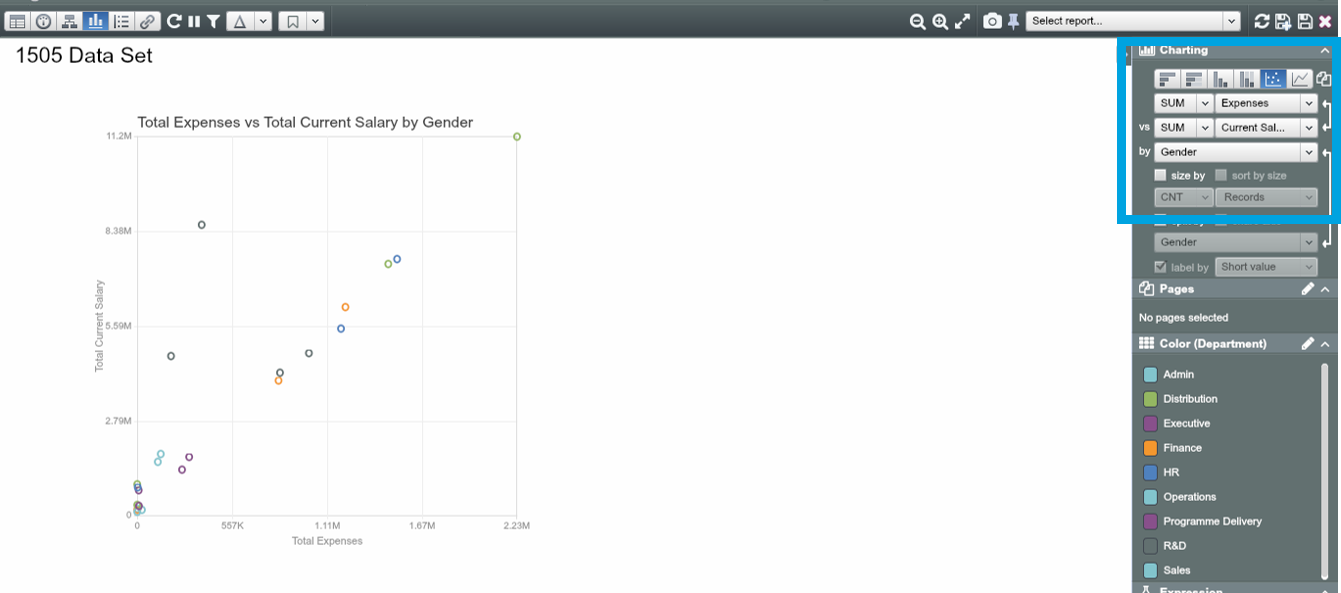 Select report...
1505 Data Set
Charting
SUM Expenses
vs SUM Current Sal...
by Gender
size by sort by size
CNT Records
Gender
label by Short value
Pages
No pages selected
Color (Department)
Admin
Distribution
Executive
Finance
HR
Operations
Programme Delivery
R&D
Sales
Expression
Total Expenses vs Total Current Salary by Gender
11.2M
8.38M
5.59M
2.79M
0
Total Current Salary
0 557K 1.11M 1.67M 2.23M
Total Expenses